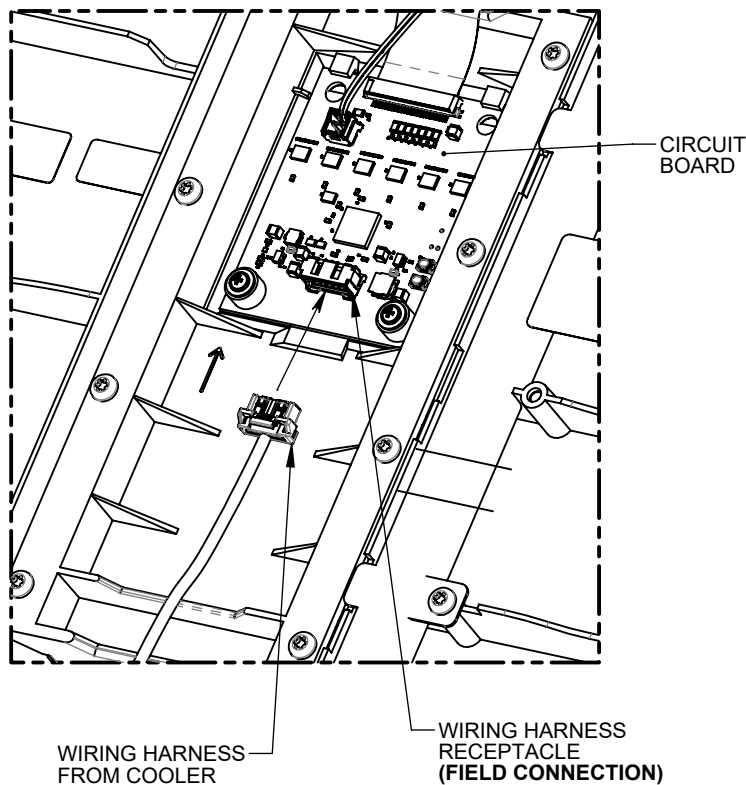 CIRCUIT
BOARD
WIRING HARNESS
RECEPTACLE
(FIELD CONNECTION)
WIRING HARNESS
FROM COOLER